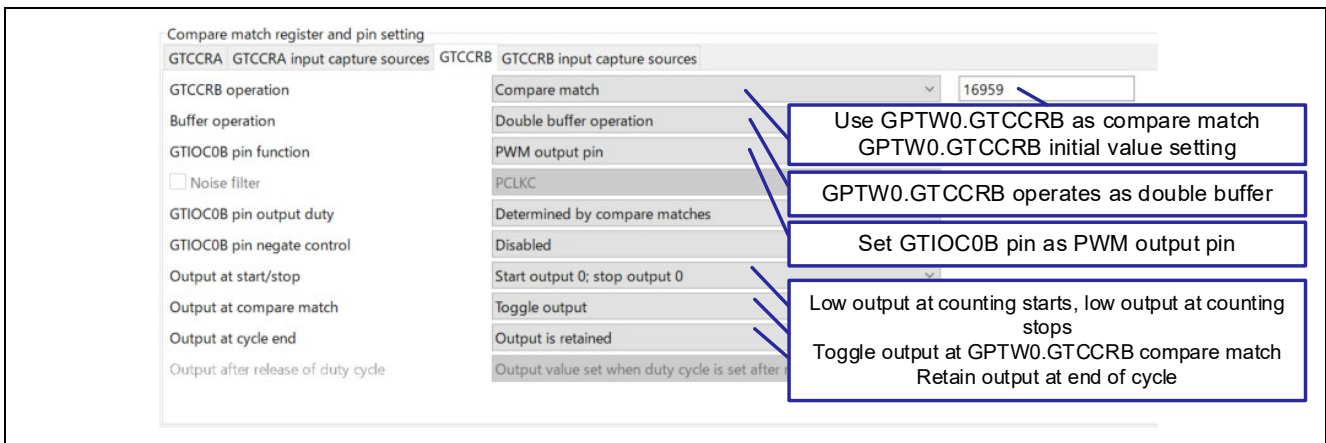 Compare match register and pin setting
GTCCRA GTCCRA input capture sources GTCCRB GTCCRB input capture sources
GTCCRB operation Compare match 16959
Buffer operation Double buffer operation
GTIOC0B pin function PWM output pin
Noise filter PCLKC
GTIOC0B pin output duty Determined by compare matches
GTIOC0B pin negate control Disabled
Output at start/stop Start output 0; stop output 0
Output at compare match Toggle output
Output at cycle end Output is retained
Output after release of duty cycle Output value set when duty cycle is set after
Use GPTW0.GTCCRB as compare match
GPTW0.GTCCRB initial value setting
GPTW0.GTCCRB operates as double buffer
Set GTIOC0B pin as PWM output pin
Low output at counting starts, low output at counting
stops
Toggle output at GPTW0.GTCCRB compare match
Retain output at end of cycle